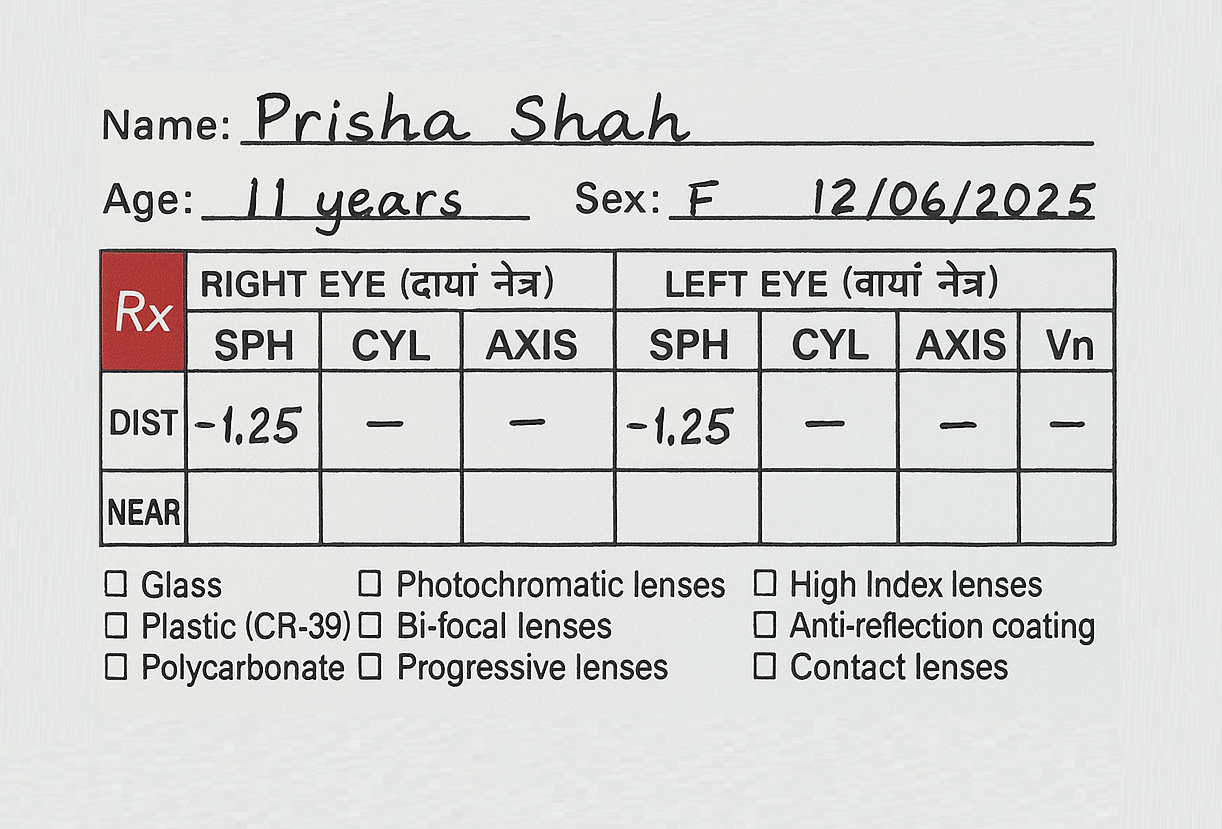 Name: Prisha Shah
Age: 11 years Sex: F 12/06/2025
Rx RIGHT EYE (दायां नेत्र) LEFT EYE (वायां नेत्र)
SPH CYL AXIS SPH CYL AXIS Vn
DIST -1.25 — — -1.25 — — —
NEAR
☐ Glass ☐ Photochromatic lenses ☐ High Index lenses
☐ Plastic (CR-39) ☐ Bi-focal lenses ☐ Anti-reflection coating
☐ Polycarbonate ☐ Progressive lenses ☐ Contact lenses